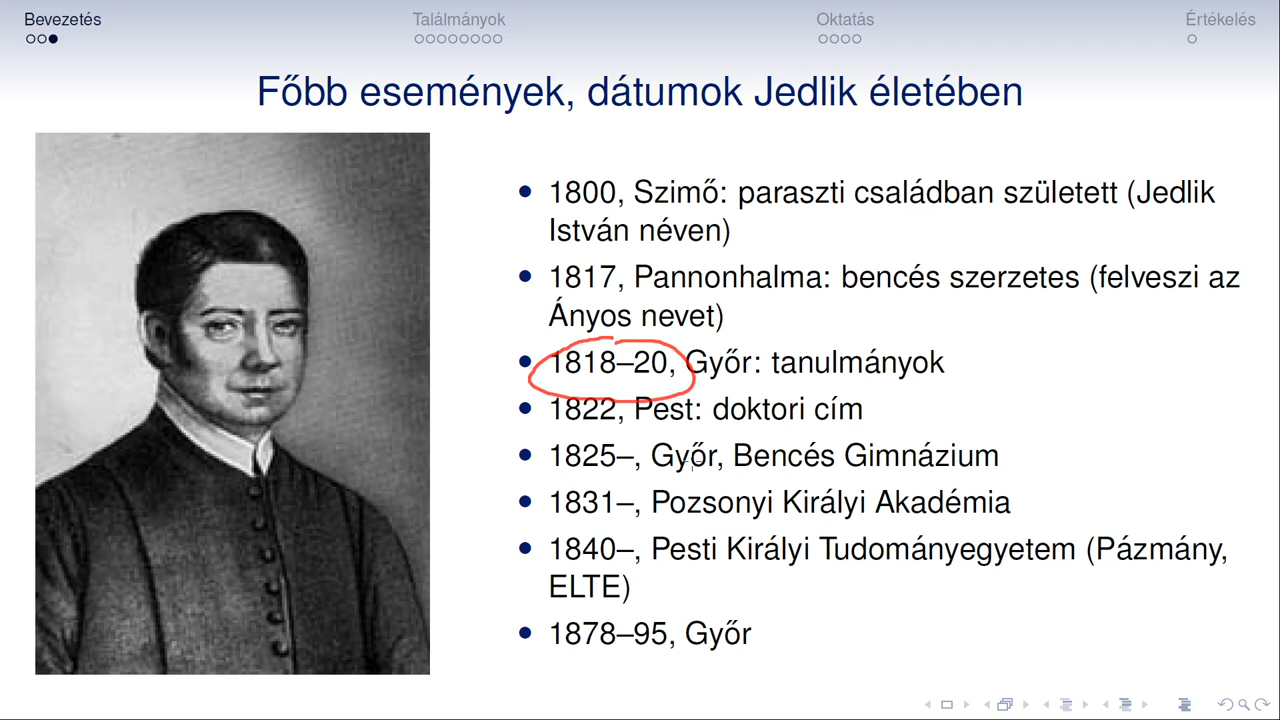 Bevezetés Találmányok Oktatás Értékelés
Főbb események, dátumok Jedlik életében
1800, Szimő: paraszti családban született (Jedlik
István néven)
1817, Pannonhalma: bencés szerzetes (felveszi az
Ányos nevet)
1818–20, Győr: tanulmányok
1822, Pest: doktori cím
1825–, Győr, Bencés Gimnázium
1831–, Pozsonyi Királyi Akadémia
1840–, Pesti Királyi Tudományegyetem (Pázmány,
ELTE)
1878–95, Győr